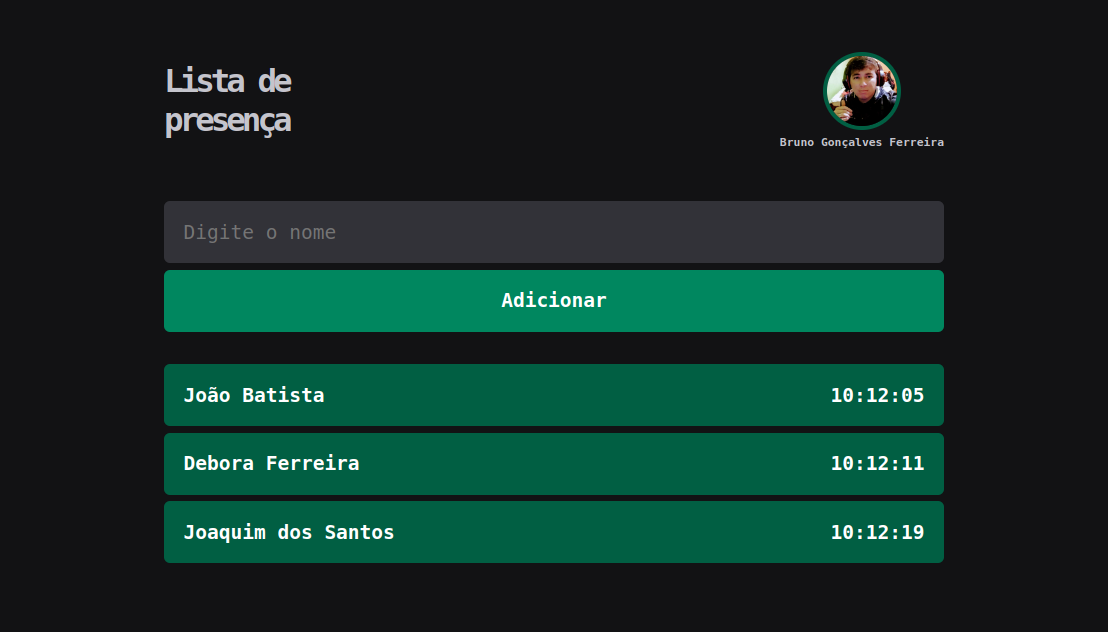 Lista de
presença
Bruno Gonçalves Ferreira
Digite o nome
Adicionar
João Batista 10:12:05
Debora Ferreira 10:12:11
Joaquim dos Santos 10:12:19